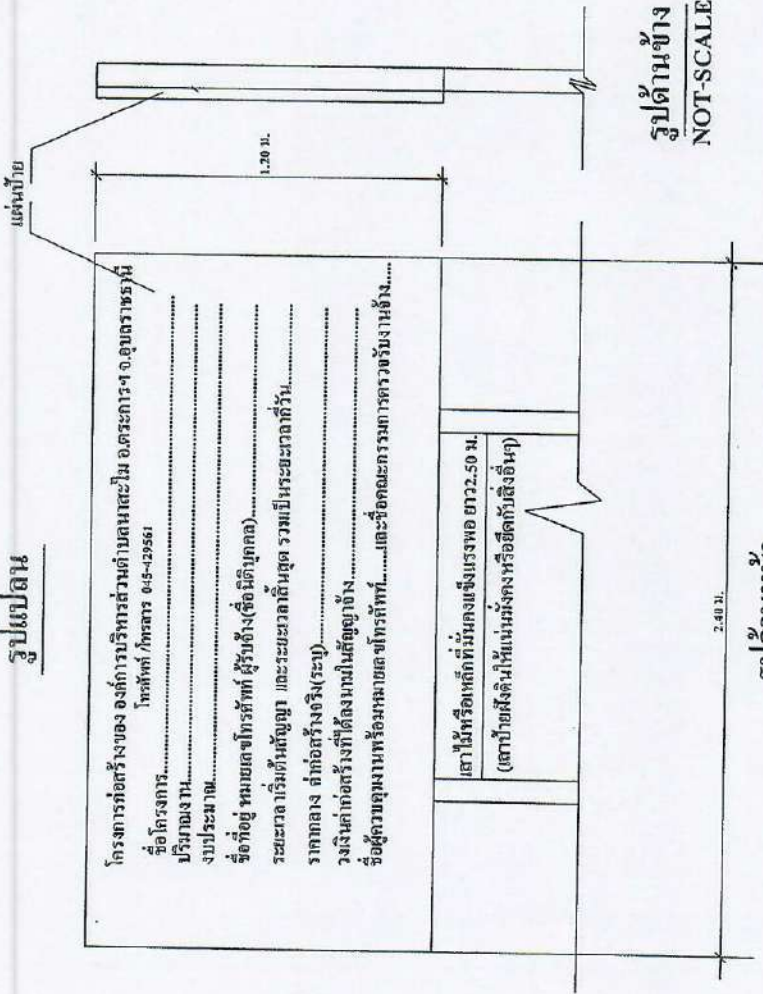 รูปแปลน
แผ่นป้าย
โครงการก่อสร้างของ องค์การบริหารส่วนตำบลนาสะไม อ.ตระการฯ จ.อุบลราชธานี
โทรศัพท์ /โทรสาร 045-429561
ชื่อโครงการ....................
ปริมาณงาน....................
งบประมาณ....................
ชื่อที่อยู่ หมายเลขโทรศัพท์ ผู้รับจ้าง(ชื่อนิติบุคคล)....................
ระยะเวลาเริ่มต้นสัญญา และระยะเวลาสิ้นสุด รวมเป็นระยะเวลากี่วัน....................
ราคากลาง ค่าก่อสร้างจริง(ระบุ)....................
วงเงินค่าก่อสร้างที่ได้ลงนามในสัญญาจ้าง....................
ชื่อผู้ควบคุมงานพร้อมหมายเลขโทรศัพท์........และชื่อคณะกรรมการตรวจรับงานจ้าง......
1.20 ม.
เสาไม้หรือเหล็กที่มั่นคงแข็งแรงพอ ยาว2.50 ม.
(เสาป้ายฝังดินให้แน่นมั่งคงหรือยึดกับสิ่งอื่นๆ)
2.40 ม.
รูปด้านข้าง
NOT-SCALE